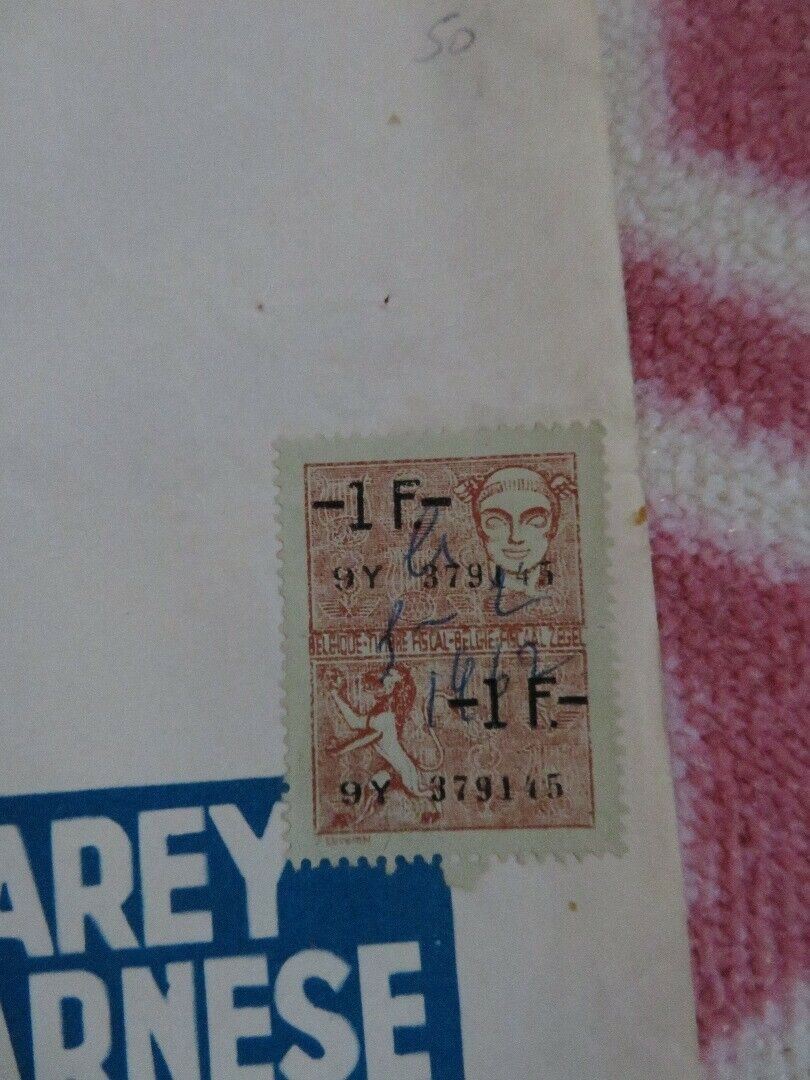 50
-1 F.-
9Y 379145
BELGIQUE-TIMBRE FISCAL-BELGIE-FISCAAL ZEGEL
-1 F.-
9Y 379145
AREY
ARNESE